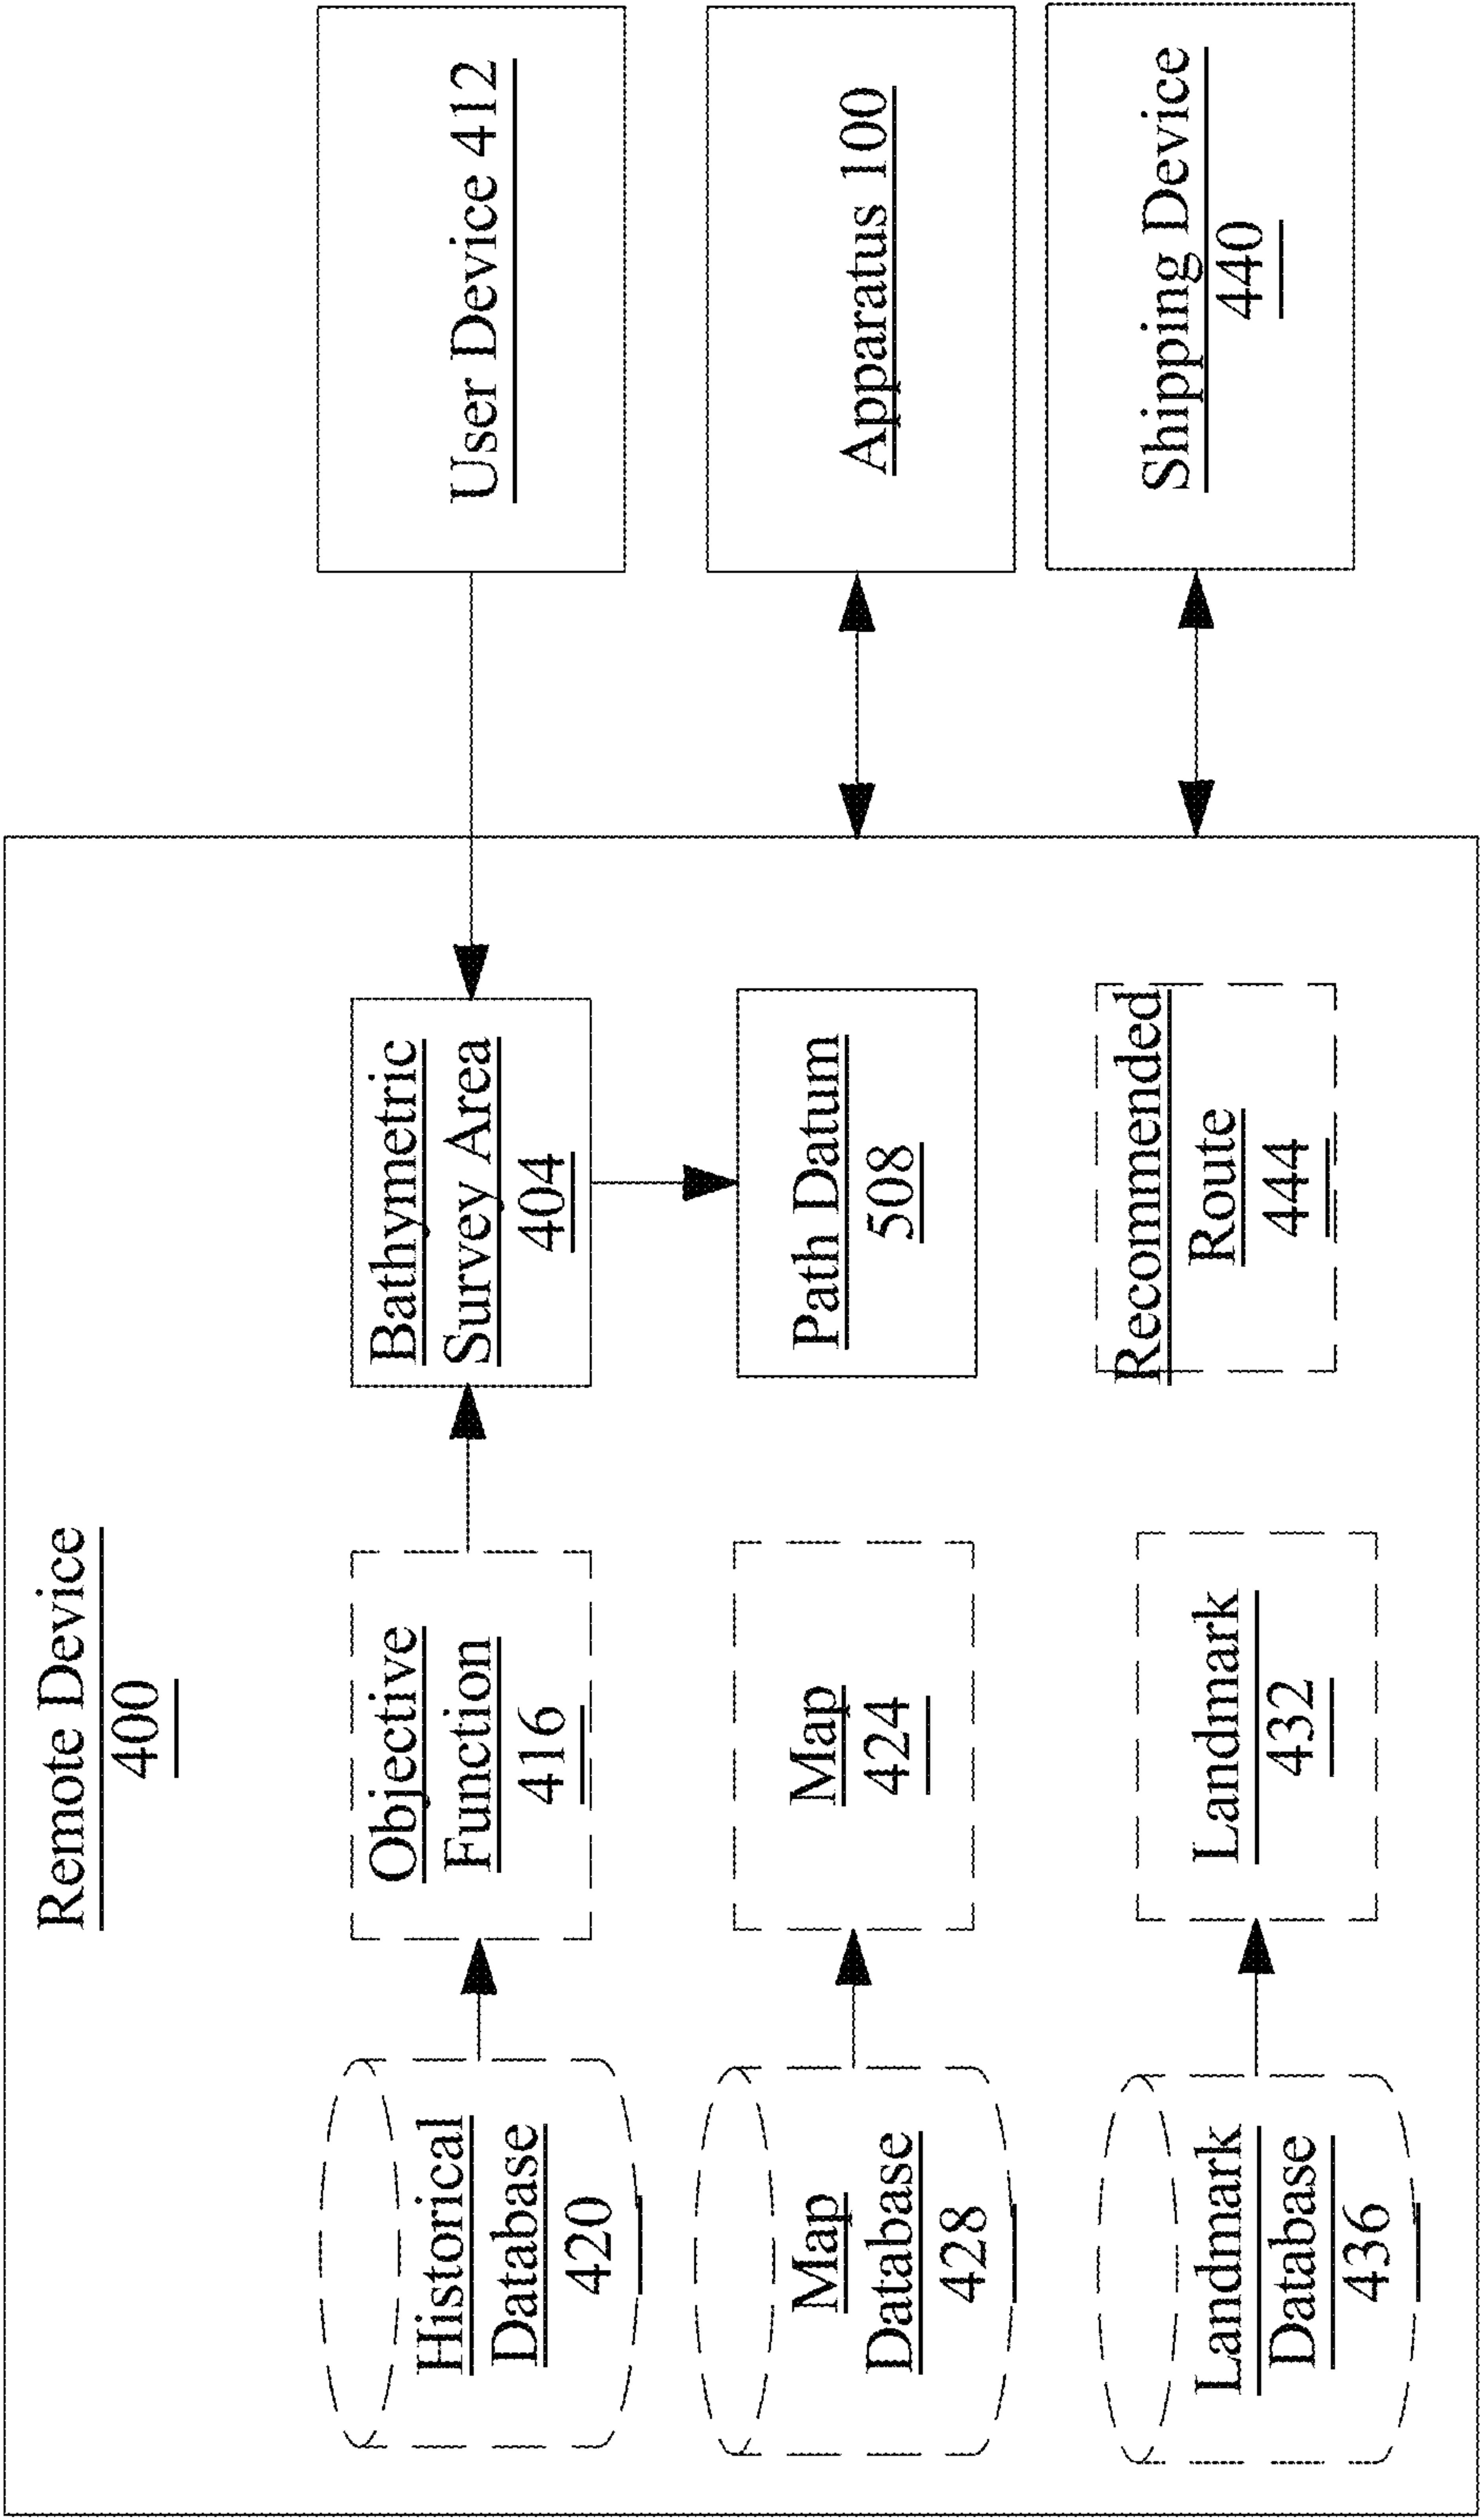 Remote Device
400
Historical
Database
420
Objective
Function
416
Bathymetric
Survey Area
404
User Device 412
Map
Database
428
Map
424
Path Datum
508
Apparatus 100
Landmark
Database
436
Landmark
432
Recommended
Route
444
Shipping Device
440